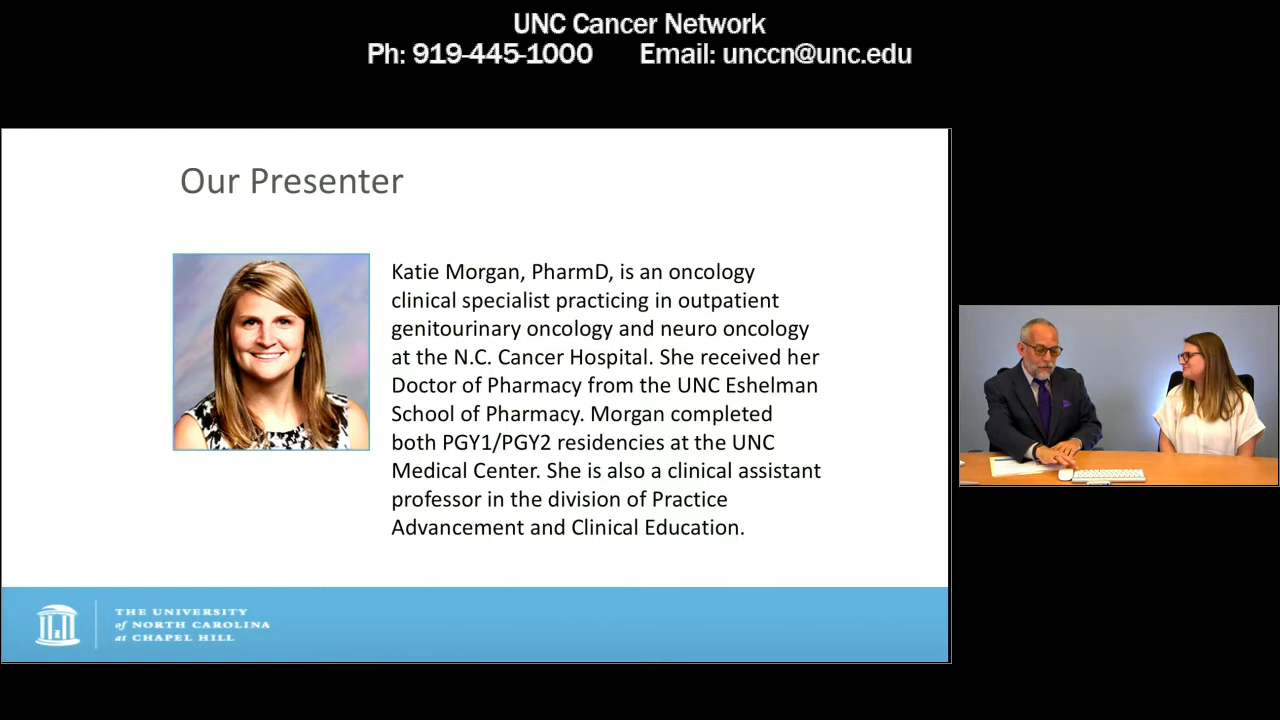 UNC Cancer Network
Ph: 919-445-1000 Email: unccn@unc.edu
Our Presenter
Katie Morgan, PharmD, is an oncology
clinical specialist practicing in outpatient
genitourinary oncology and neuro oncology
at the N.C. Cancer Hospital. She received her
Doctor of Pharmacy from the UNC Eshelman
School of Pharmacy. Morgan completed
both PGY1/PGY2 residencies at the UNC
Medical Center. She is also a clinical assistant
professor in the division of Practice
Advancement and Clinical Education.
THE UNIVERSITY
of NORTH CAROLINA
at CHAPEL HILL